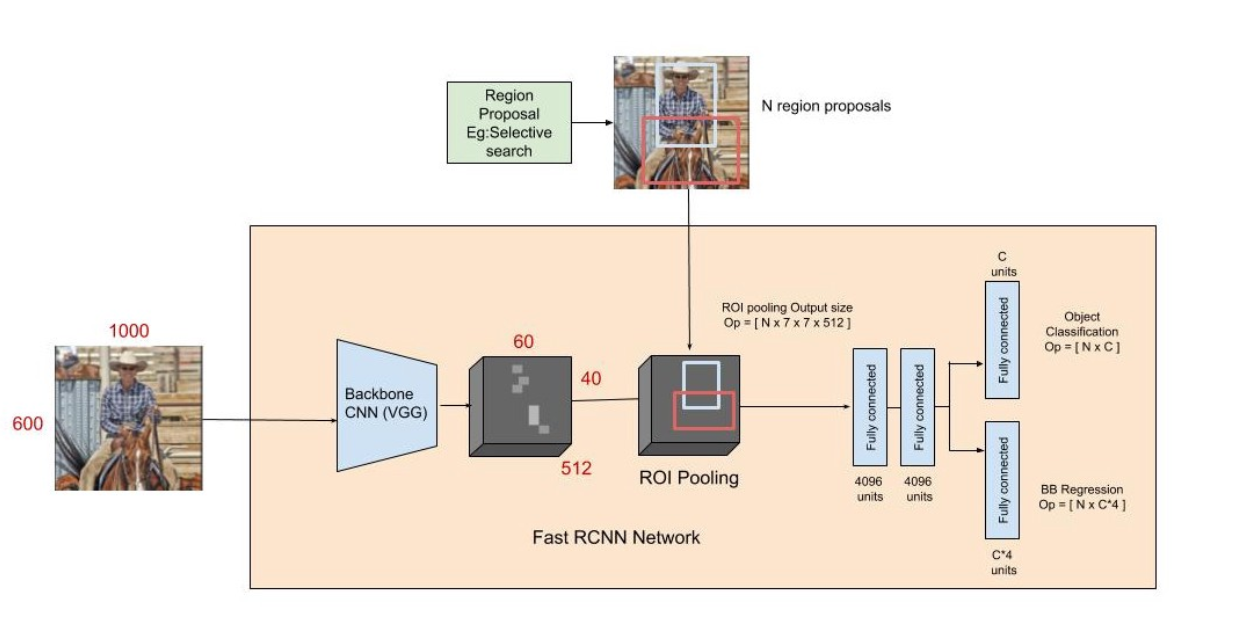 Region
Proposal
Eg:Selective
search
N region proposals
1000
600
Backbone
CNN (VGG)
60
40
512
ROI Pooling
ROI pooling Output size
Op = [ N x 7 x 7 x 512 ]
Fully connected
4096
units
Fully connected
4096
units
C
units
Fully connected
Object
Classification
Op = [ N x C ]
Fully connected
C*4
units
BB Regression
Op = [ N x C*4 ]
Fast RCNN Network